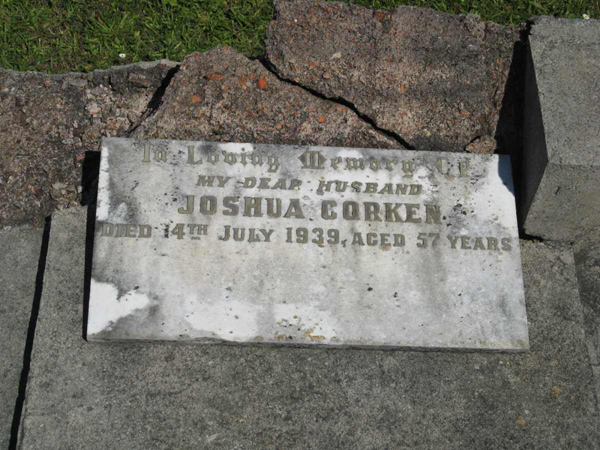 In Loving Memory Of
MY DEAR HUSBAND
JOSHUA CORKEN
DIED 14TH JULY 1939, AGED 57 YEARS